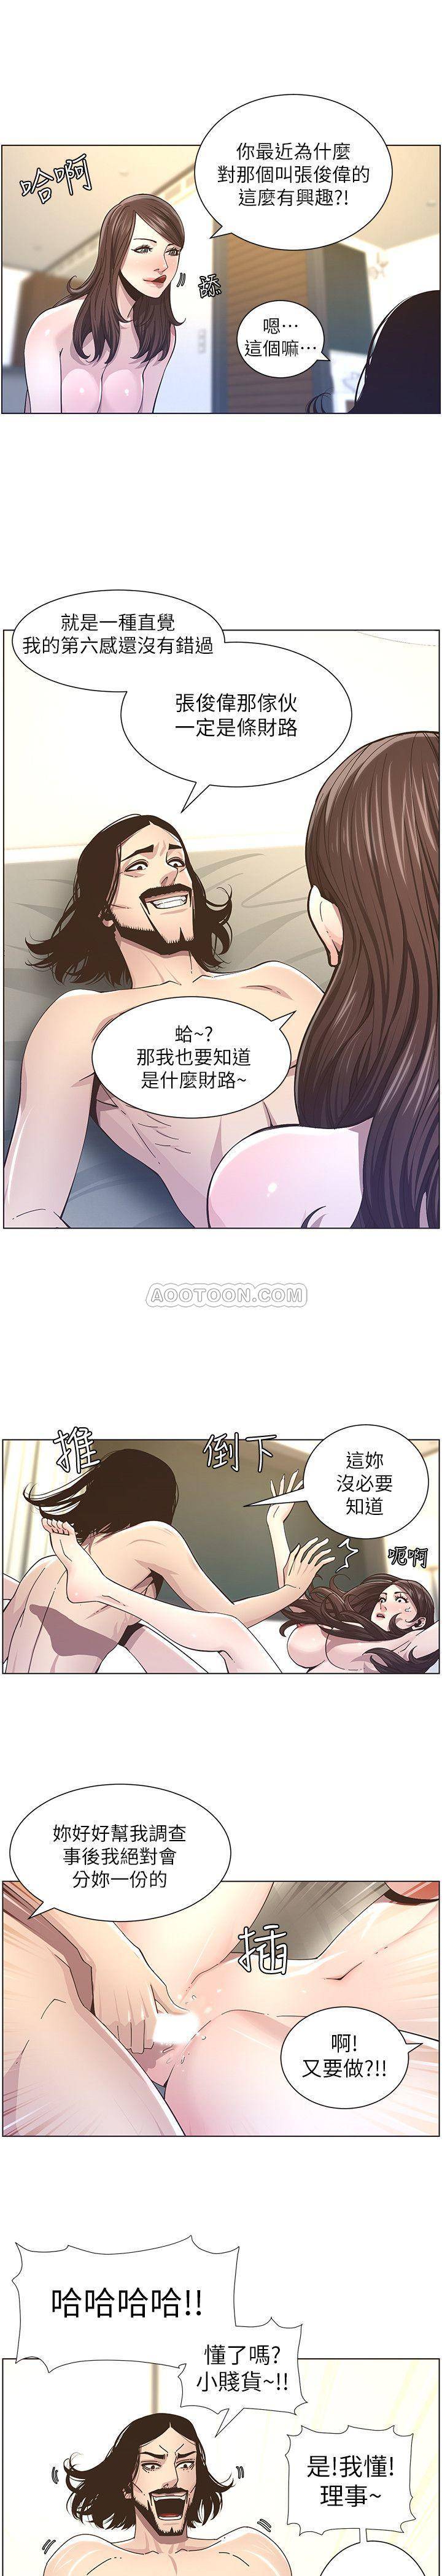 哈啊
你最近為什麼
對那個叫張俊偉的
這麼有興趣?!
舔
嗯…
這個嘛…
就是一種直覺
我的第六感還沒有錯過
張俊偉那傢伙
一定是條財路
蛤~?
那我也要知道
是什麼財路~
AOOTOON.COM
推倒下
這妳
沒必要
知道
呃啊
妳好好幫我調查
事後我絕對會
分妳一份的
插
啊!
又要做?!!
哈哈哈哈!!
懂了嗎?
小賤貨~!!
是!我懂!
理事~